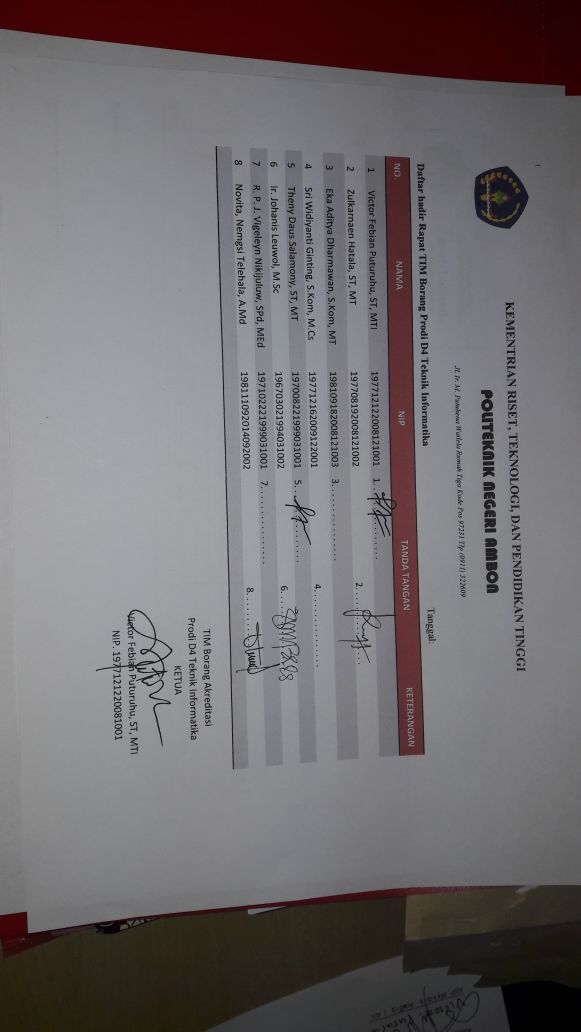 KEMENTRIAN RISET, TEKNOLOGI, DAN PENDIDIKAN TINGGI
POLITEKNIK NEGERI AMBON
Jl. Ir. M. Putuhena Wailela Rumah Tiga Kode Pos 97233 Tlp (0911) 322609
Daftar hadir Rapat TIM Borang Prodi D4 Teknik Informatika
Tanggal:
NO. NAMA NIP TANDA TANGAN KETERANGAN
1 Victor Febian Puturuhu, ST, MTi 197712122008121001 1..........
2 Zulkarnaen Hatala, ST, MT 197708192008121002 2..........
3 Eka Aditya Dharmawan, S.Kom, MT 198109182008121003 3..........
4 Sri Widiyanti Ginting, S.Kom, M.Cs 197712162009122001 4..........
5 Theny Daus Salamony, ST, MT 197008221999031001 5..........
6 Ir. Johanis Leuwol, M.Sc 196703021994031002 6..........
7 R. P. J. Vigeleyn Nikijuluw, SPd, MEd 197102221999031001 7..........
8 Novita, Nemgsi Telehala, A.Md 198111092014092002 8..........
TIM Borang Akreditasi
Prodi D4 Teknik Informatika
KETUA
Victor Febian Puturuhu, ST, MTi
NIP. 1977121220081001